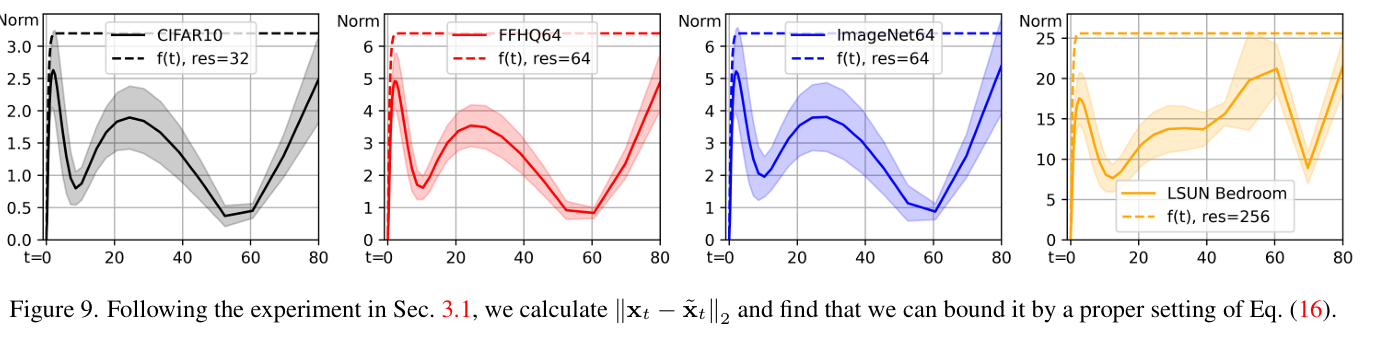 Norm
3.0
2.5
2.0
1.5
1.0
0.5
0.0
CIFAR10
f(t), res=32
t=0 20 40 60 80
Norm
6
5
4
3
2
1
0
FFHQ64
f(t), res=64
t=0 20 40 60 80
Norm
6
5
4
3
2
1
0
ImageNet64
f(t), res=64
t=0 20 40 60 80
Norm
25
20
15
10
5
0
LSUN Bedroom
f(t), res=256
t=0 20 40 60 80
Figure 9. Following the experiment in Sec. 3.1, we calculate ‖x_t − x̃_t‖₂ and find that we can bound it by a proper setting of Eq. (16).